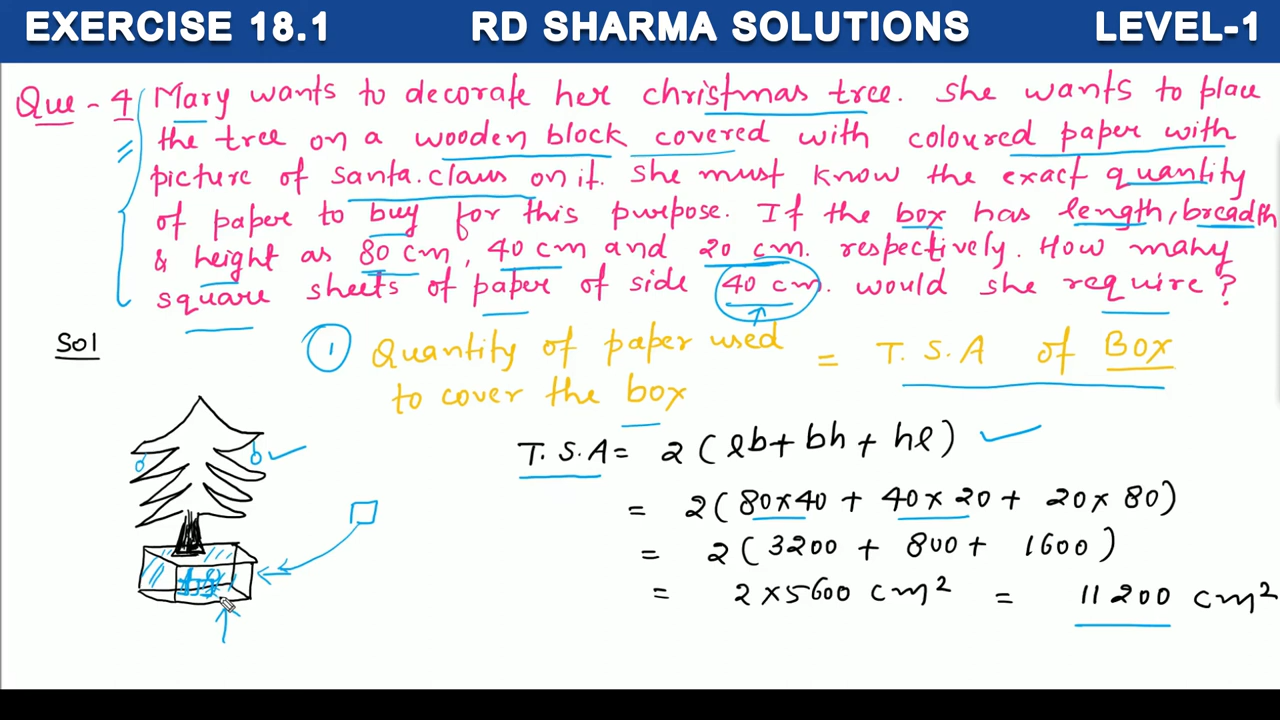 EXERCISE 18.1 RD SHARMA SOLUTIONS LEVEL-1
Que - 4 Mary wants to decorate her christmas tree. She wants to place
the tree on a wooden block covered with coloured paper with
picture of santa.claus on it. She must know the exact quantity
of paper to buy for this purpose. If the box has length, breadth
& height as 80 cm, 40 cm and 20 cm. respectively. How many
square sheets of paper of side 40 cm. would she require?
Sol
1 Quantity of paper used
to cover the box = T.S.A of Box
T.S.A = 2(lb+bh+hl)
= 2(80×40 + 40×20 + 20×80)
= 2(3200 + 800 + 1600)
= 2×5600 cm² = 11200 cm²